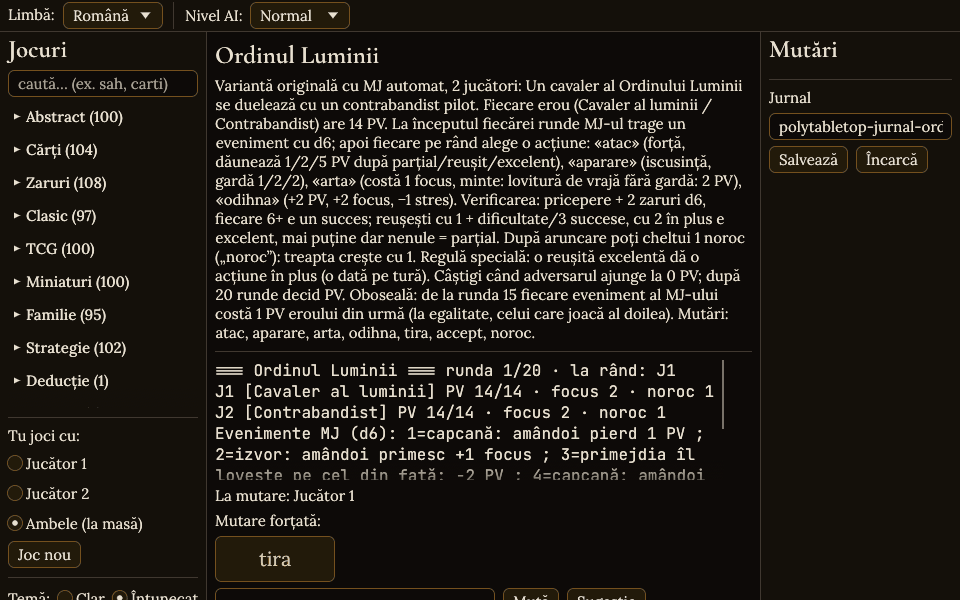 Limbă: Română ▼ Nivel AI: Normal ▼
Jocuri
caută... (ex. sah, carti)
▸ Abstract (100)
▸ Cărți (104)
▸ Zaruri (108)
▸ Clasic (97)
▸ TCG (100)
▸ Miniaturi (100)
▸ Familie (95)
▸ Strategie (102)
▸ Deducție (1)
Tu joci cu:
Jucător 1
Jucător 2
Ambele (la masă)
Joc nou
Temă: Clar Întunecat
Ordinul Luminii
Variantă originală cu MJ automat, 2 jucători: Un cavaler al Ordinului Luminii
se duelează cu un contrabandist pilot. Fiecare erou (Cavaler al luminii /
Contrabandist) are 14 PV. La începutul fiecărei runde MJ-ul trage un
eveniment cu d6; apoi fiecare pe rând alege o acțiune: «atac» (forță,
dăunează 1/2/5 PV după parțial/reușit/excelent), «aparare» (iscusință,
gardă 1/2/2), «arta» (costă 1 focus, minte: lovitură de vrajă fără gardă: 2 PV),
«odihna» (+2 PV, +2 focus, −1 stres). Verificarea: pricepere + 2 zaruri d6,
fiecare 6+ e un succes; reușești cu 1 + dificultate/3 succese, cu 2 în plus e
excelent, mai puține dar nenule = parțial. După aruncare poți cheltui 1 noroc
(„noroc”): treapta crește cu 1. Regulă specială: o reușită excelentă dă o
acțiune în plus (o dată pe tură). Câștigi când adversarul ajunge la 0 PV; după
20 runde decid PV. Oboseală: de la runda 15 fiecare eveniment al MJ-ului
costă 1 PV eroului din urmă (la egalitate, celui care joacă al doilea). Mutări:
atac, aparare, arta, odihna, tira, accept, noroc.
═══ Ordinul Luminii ═══ runda 1/20 · la rând: J1
J1 [Cavaler al luminii] PV 14/14 · focus 2 · noroc 1
J2 [Contrabandist] PV 14/14 · focus 2 · noroc 1
Evenimente MJ (d6): 1=capcană: amândoi pierd 1 PV ;
2=izvor: amândoi primesc +1 focus ; 3=primejdia îl
lovește pe cel din față: -2 PV ; 4=capcană: amândoi
La mutare: Jucător 1
Mutare forțată:
tira
Mută Sugestie
Mutări
Jurnal
polytabletop-jurnal-ord
Salvează Încarcă